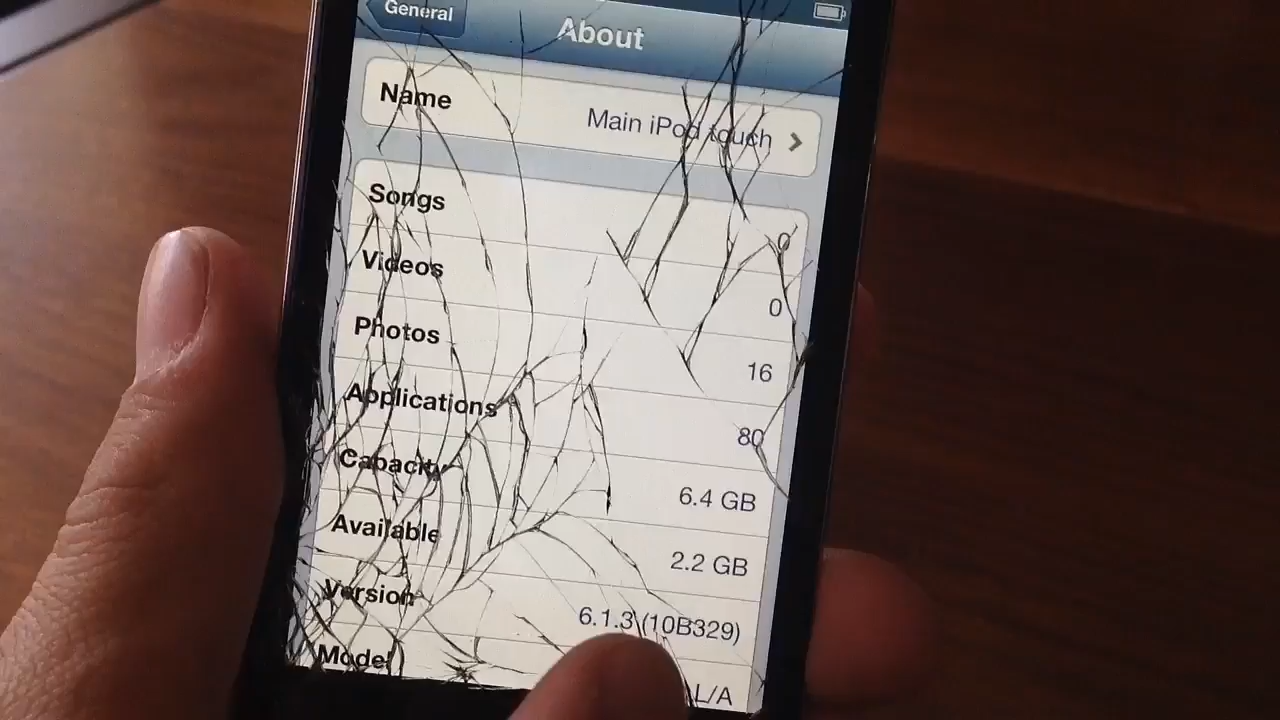 General
About
Name Main iPod touch
Songs 0
Videos 0
Photos 16
Applications 80
Capacity 6.4 GB
Available 2.2 GB
Version 6.1.3 (10B329)
Model L/A